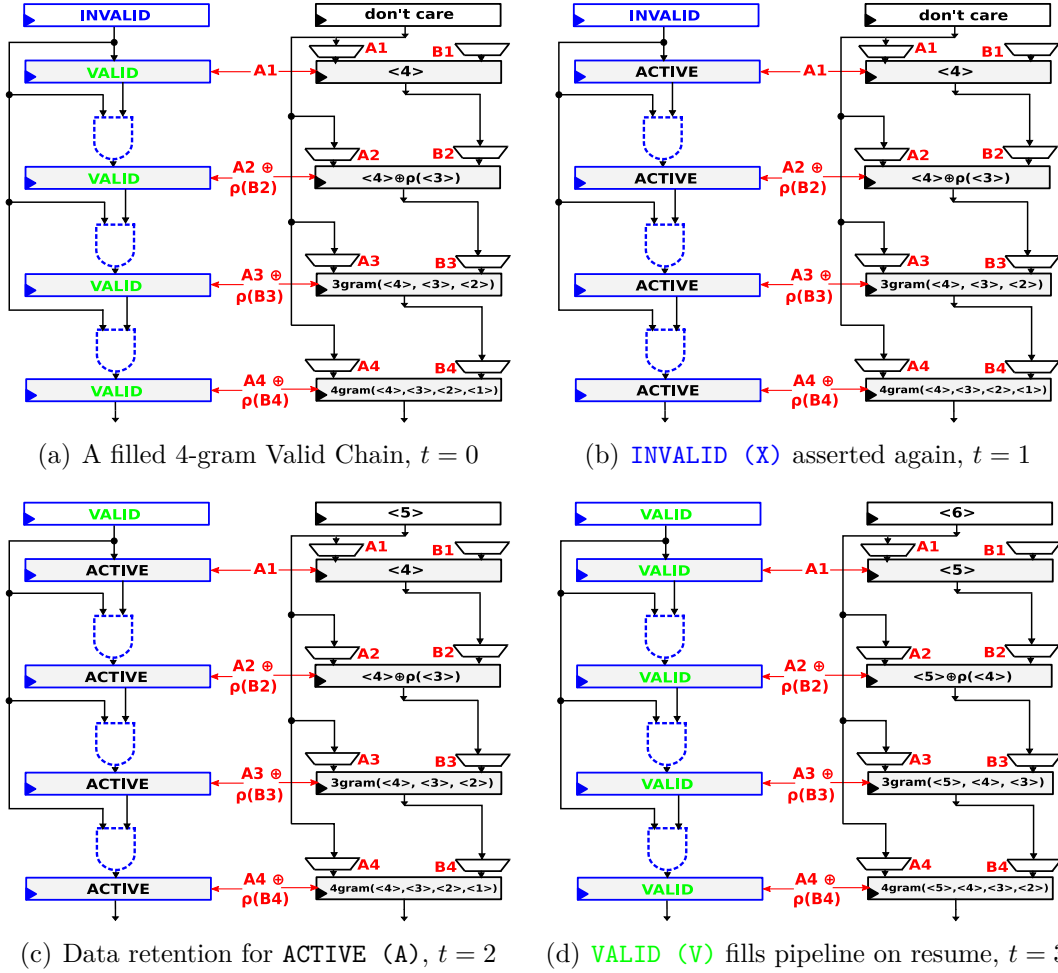 INVALID
don't care
A1
B1
VALID
A1
<4>
A2
B2
VALID
A2 ⊕
ρ(B2)
<4>⊕ρ(<3>)
A3
B3
VALID
A3 ⊕
ρ(B3)
3gram(<4>, <3>, <2>)
A4
B4
VALID
A4 ⊕
ρ(B4)
4gram(<4>,<3>,<2>,<1>)
(a) A filled 4-gram Valid Chain, t = 0
INVALID
don't care
A1
B1
ACTIVE
A1
<4>
A2
B2
ACTIVE
A2 ⊕
ρ(B2)
<4>⊕ρ(<3>)
A3
B3
ACTIVE
A3 ⊕
ρ(B3)
3gram(<4>, <3>, <2>)
A4
B4
ACTIVE
A4 ⊕
ρ(B4)
4gram(<4>,<3>,<2>,<1>)
(b) INVALID (X) asserted again, t = 1
VALID
<5>
A1
B1
ACTIVE
A1
<4>
A2
B2
ACTIVE
A2 ⊕
ρ(B2)
<4>⊕ρ(<3>)
A3
B3
ACTIVE
A3 ⊕
ρ(B3)
3gram(<4>, <3>, <2>)
A4
B4
ACTIVE
A4 ⊕
ρ(B4)
4gram(<4>,<3>,<2>,<1>)
(c) Data retention for ACTIVE (A), t = 2
VALID
<6>
A1
B1
VALID
A1
<5>
A2
B2
VALID
A2 ⊕
ρ(B2)
<5>⊕ρ(<4>)
A3
B3
VALID
A3 ⊕
ρ(B3)
3gram(<5>, <4>, <3>)
A4
B4
VALID
A4 ⊕
ρ(B4)
4gram(<5>,<4>,<3>,<2>)
(d) VALID (V) fills pipeline on resume, t =